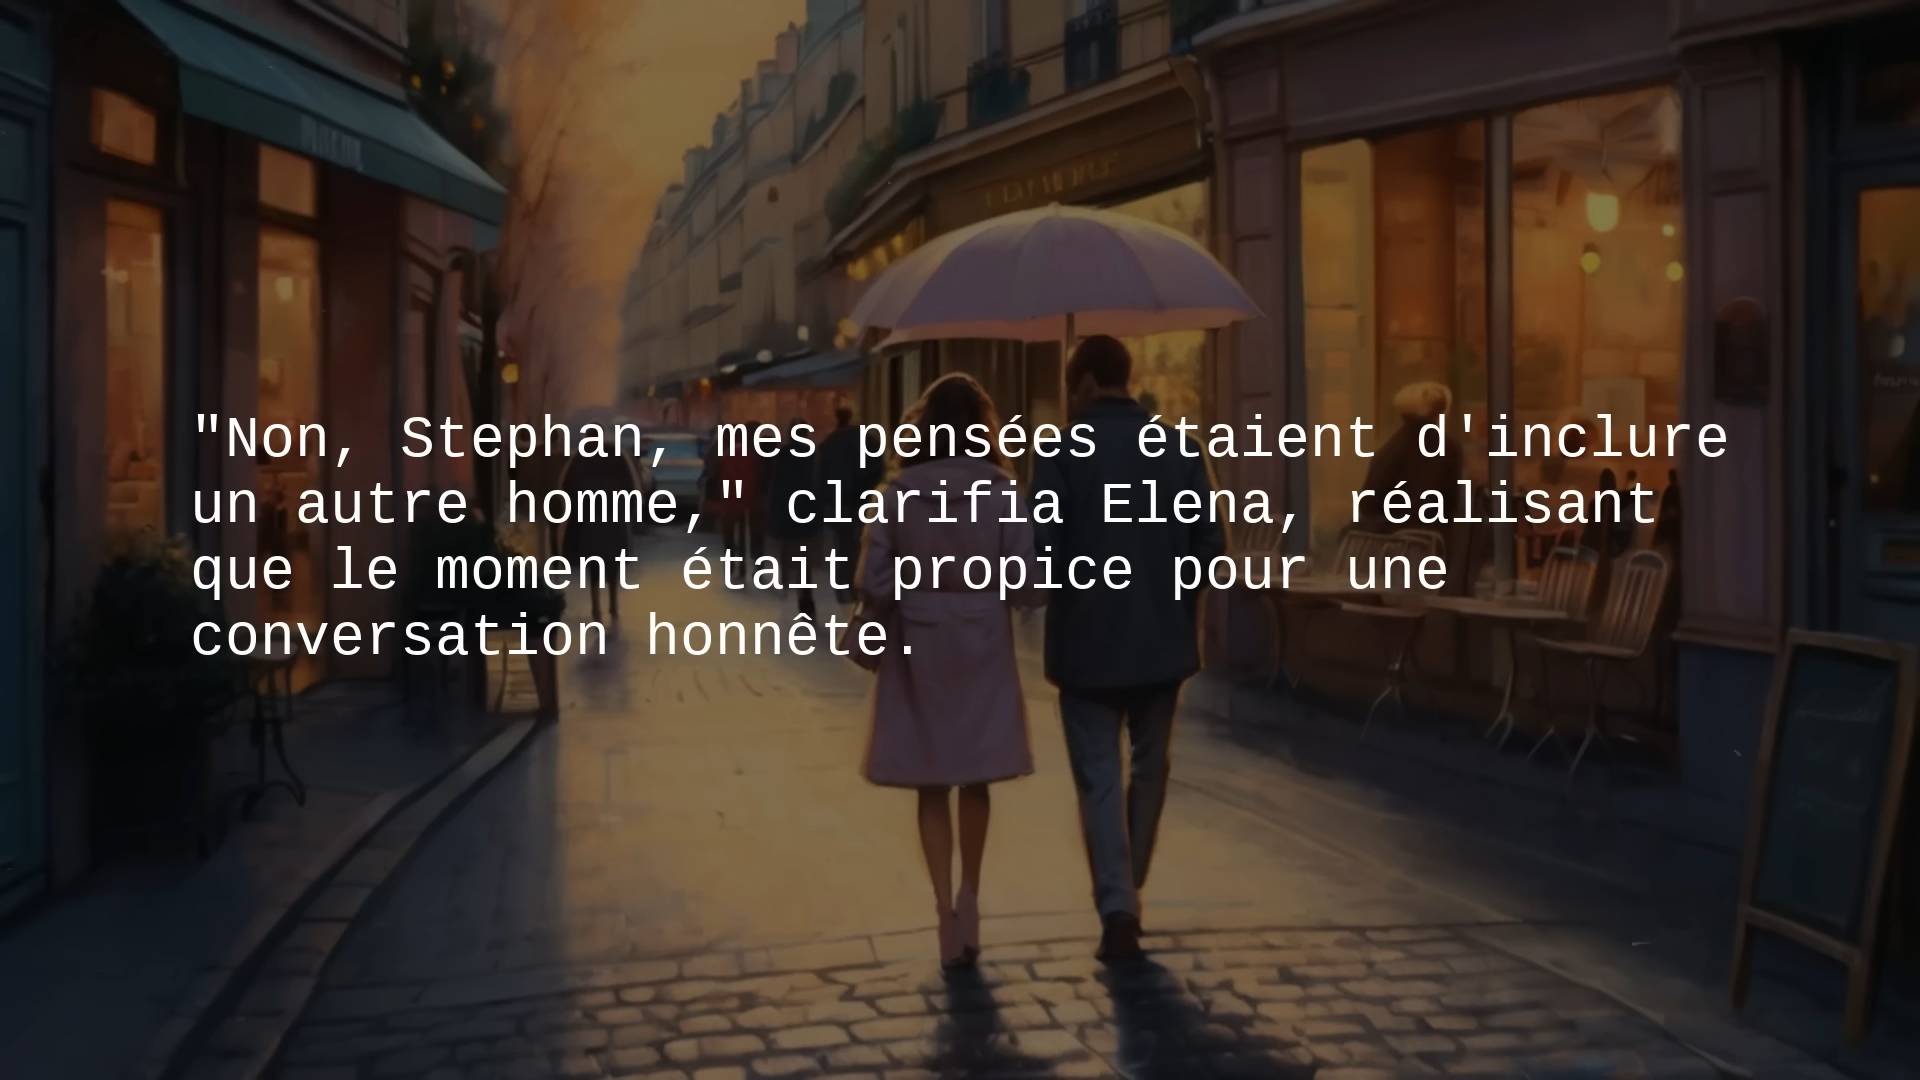 "Non, Stephan, mes pensées étaient d'inclure
un autre homme," clarifia Elena, réalisant
que le moment était propice pour une
conversation honnête.